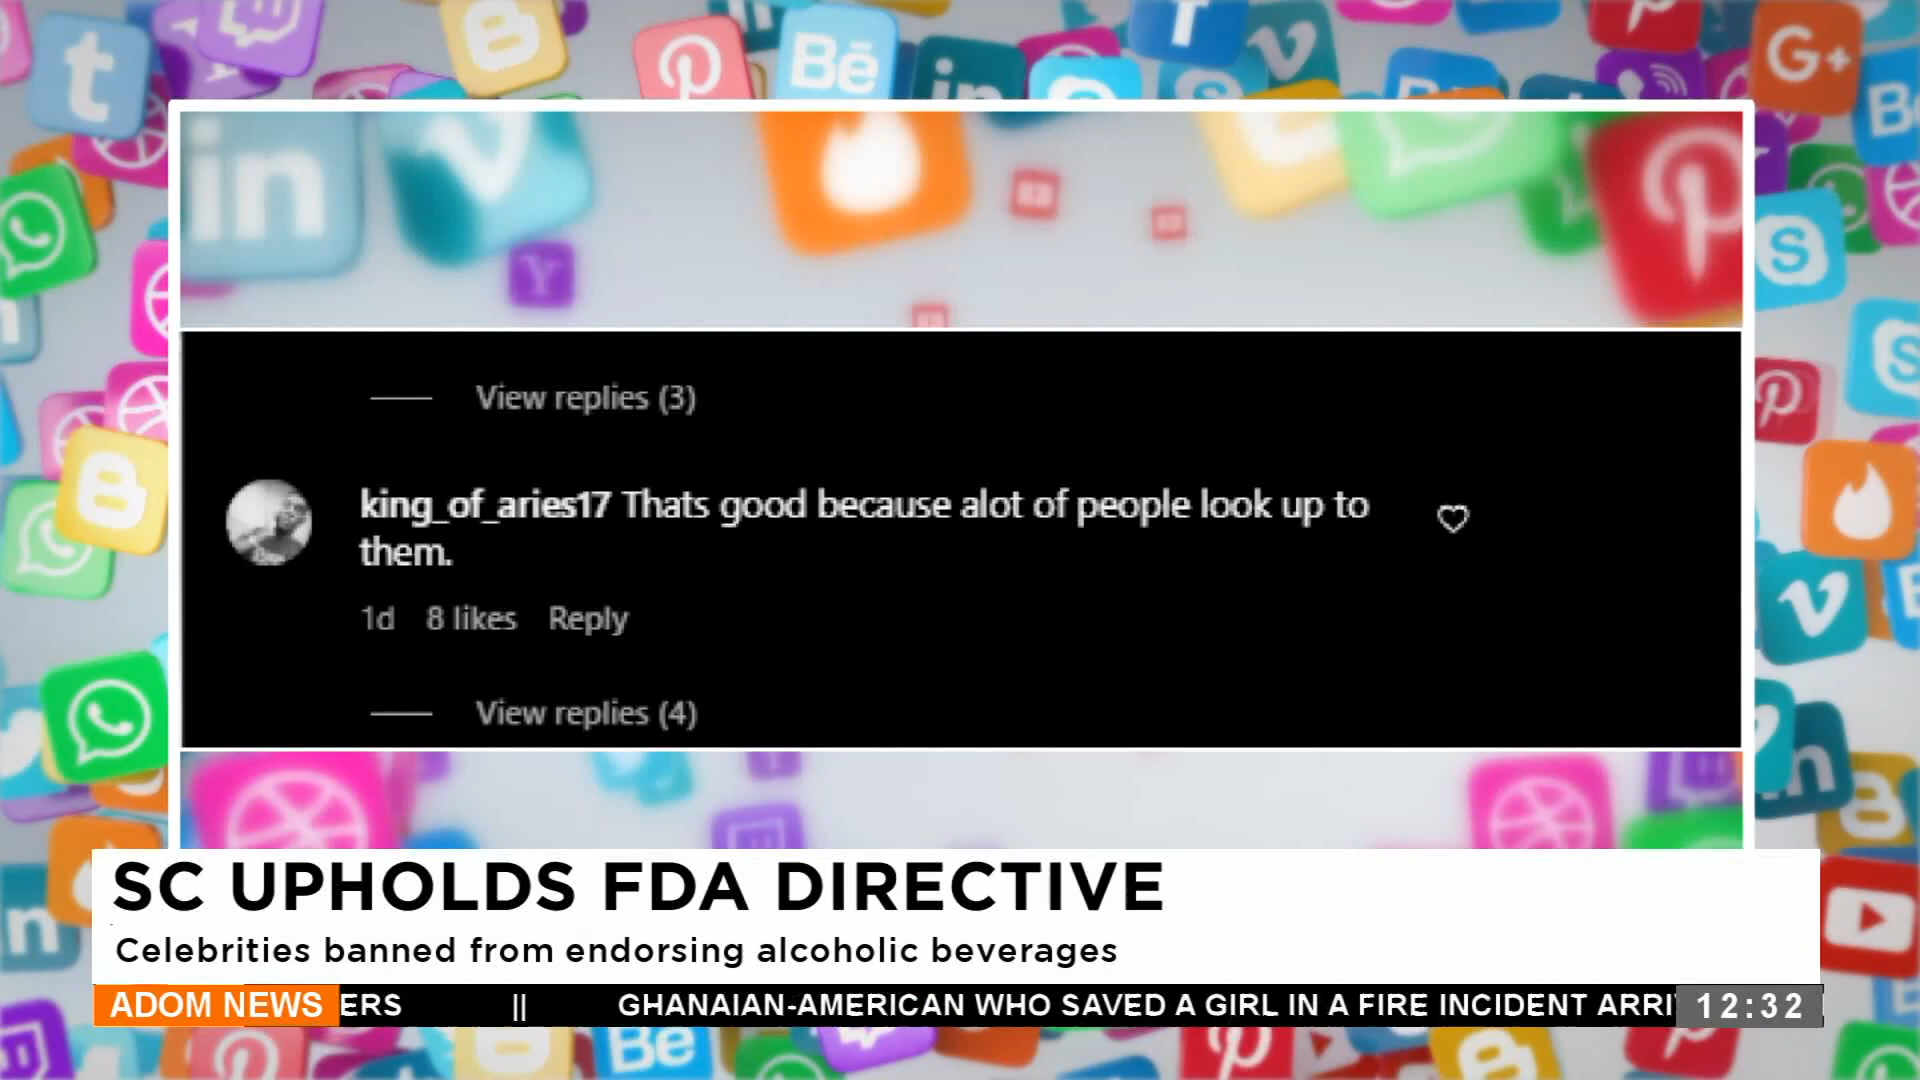 View replies (3)
king_of_aries17 Thats good because alot of people look up to
them.
1d 8 likes Reply
View replies (4)
SC UPHOLDS FDA DIRECTIVE
Celebrities banned from endorsing alcoholic beverages
ADOM NEWS ERS || GHANAIAN-AMERICAN WHO SAVED A GIRL IN A FIRE INCIDENT ARRI 12:32